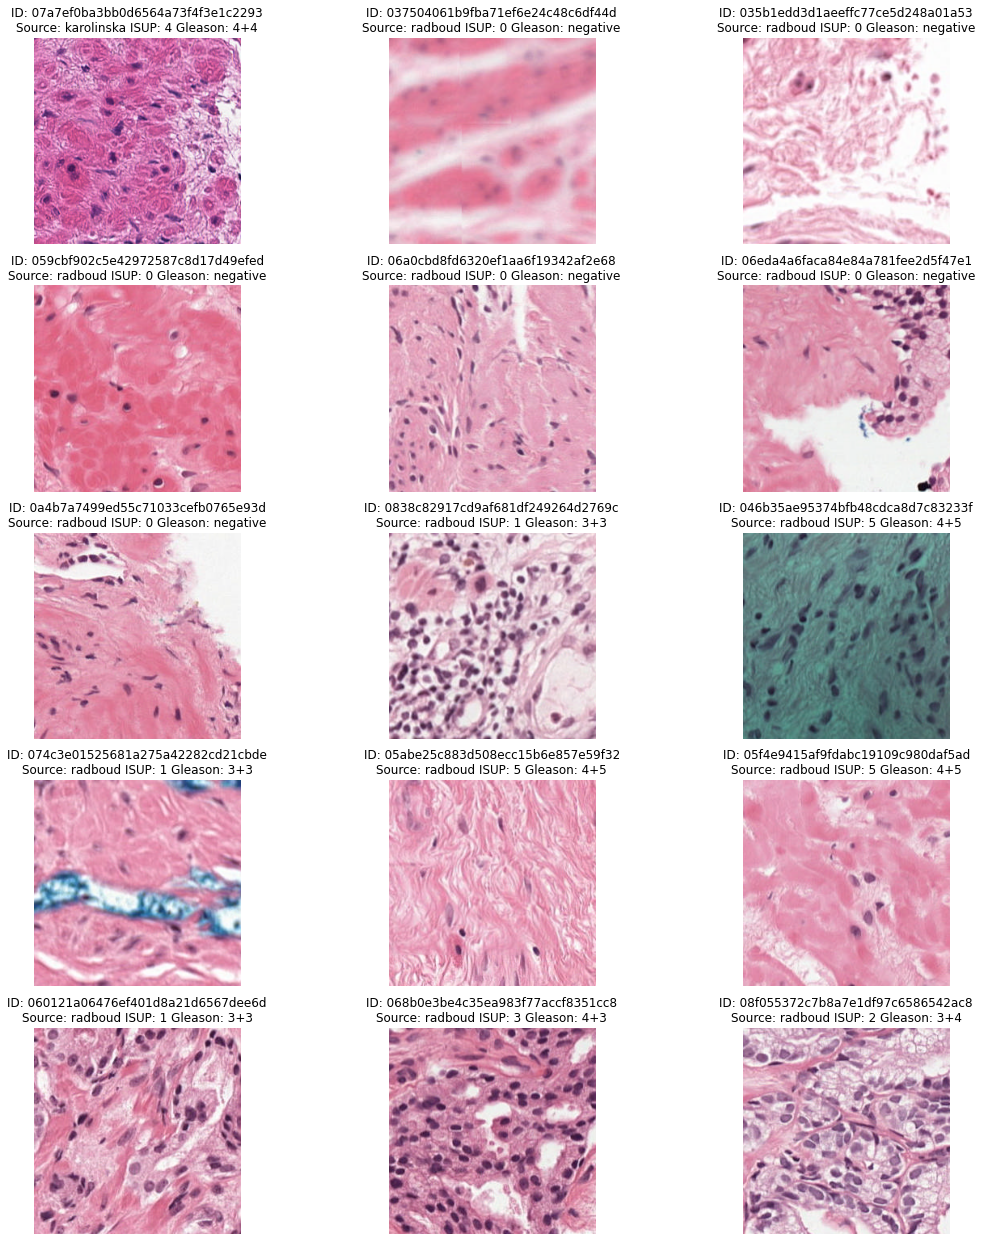 ID: 07a7ef0ba3bb0d6564a73f4f3e1c2293
Source: karolinska ISUP: 4 Gleason: 4+4
ID: 037504061b9fba71ef6e24c48c6df44d
Source: radboud ISUP: 0 Gleason: negative
ID: 035b1edd3d1aeeffc77ce5d248a01a53
Source: radboud ISUP: 0 Gleason: negative
ID: 059cbf902c5e42972587c8d17d49efed
Source: radboud ISUP: 0 Gleason: negative
ID: 06a0cbd8fd6320ef1aa6f19342af2e68
Source: radboud ISUP: 0 Gleason: negative
ID: 06eda4a6faca84e84a781fee2d5f47e1
Source: radboud ISUP: 0 Gleason: negative
ID: 0a4b7a7499ed55c71033cefb0765e93d
Source: radboud ISUP: 0 Gleason: negative
ID: 0838c82917cd9af681df249264d2769c
Source: radboud ISUP: 1 Gleason: 3+3
ID: 046b35ae95374bfb48cdca8d7c83233f
Source: radboud ISUP: 5 Gleason: 4+5
ID: 074c3e01525681a275a42282cd21cbde
Source: radboud ISUP: 1 Gleason: 3+3
ID: 05abe25c883d508ecc15b6e857e59f32
Source: radboud ISUP: 5 Gleason: 4+5
ID: 05f4e9415af9fdabc19109c980daf5ad
Source: radboud ISUP: 5 Gleason: 4+5
ID: 060121a06476ef401d8a21d6567dee6d
Source: radboud ISUP: 1 Gleason: 3+3
ID: 068b0e3be4c35ea983f77accf8351cc8
Source: radboud ISUP: 3 Gleason: 4+3
ID: 08f055372c7b8a7e1df97c6586542ac8
Source: radboud ISUP: 2 Gleason: 3+4